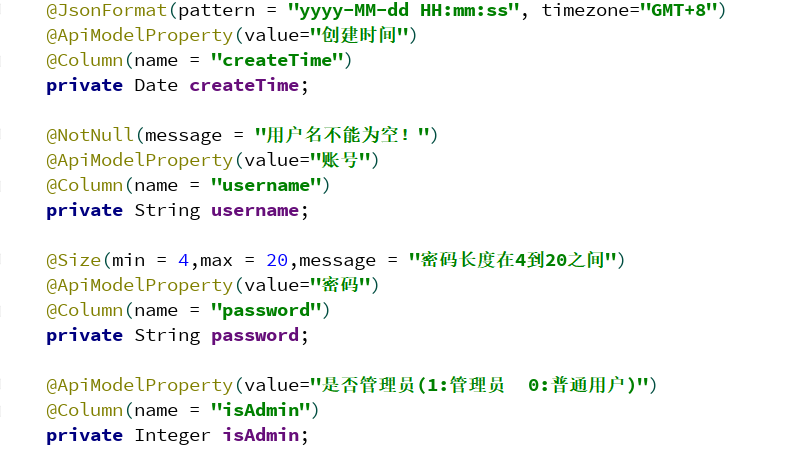 @JsonFormat(pattern = "yyyy-MM-dd HH:mm:ss", timezone="GMT+8")
@ApiModelProperty(value="创建时间")
@Column(name = "createTime")
private Date createTime;
@NotNull(message = "用户名不能为空！")
@ApiModelProperty(value="账号")
@Column(name = "username")
private String username;
@Size(min = 4,max = 20,message = "密码长度在4到20之间")
@ApiModelProperty(value="密码")
@Column(name = "password")
private String password;
@ApiModelProperty(value="是否管理员(1:管理员  0:普通用户)")
@Column(name = "isAdmin")
private Integer isAdmin;